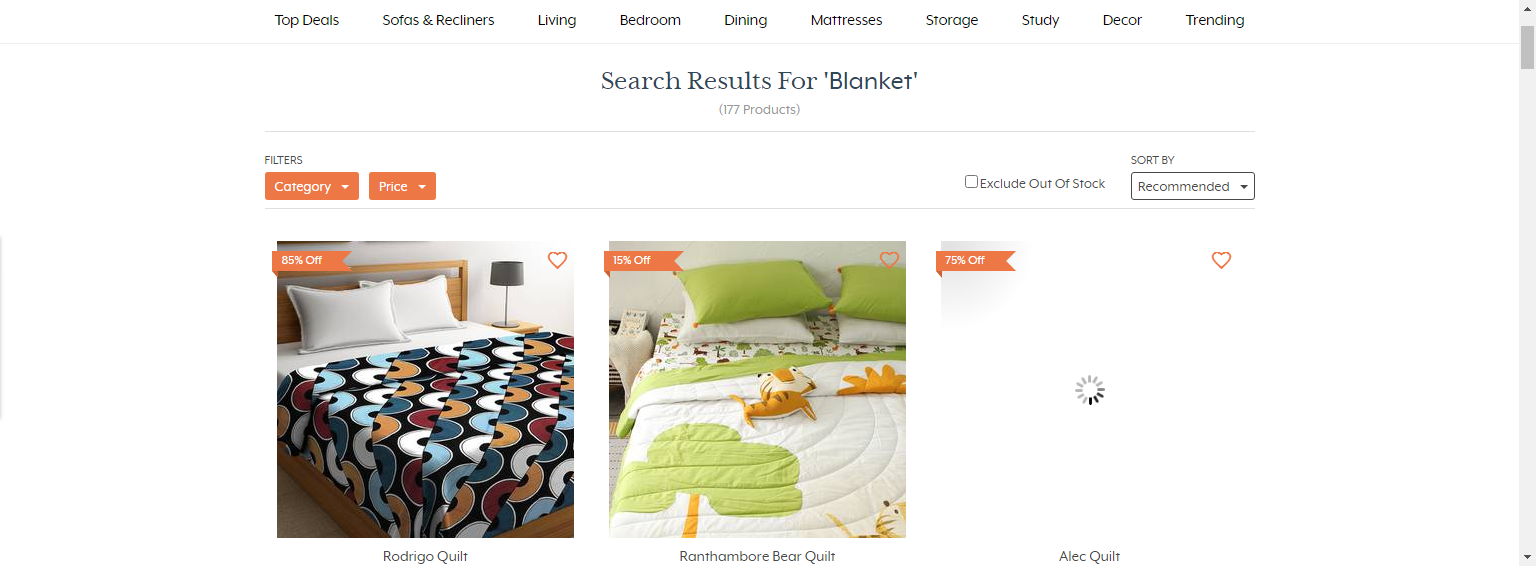 Top Deals Sofas & Recliners Living Bedroom Dining Mattresses Storage Study Decor Trending
Search Results For 'Blanket'
(177 Products)
FILTERS
SORT BY
Category Price
Exclude Out Of Stock
Recommended
85% Off
15% Off
75% Off
Rodrigo Quilt
Ranthambore Bear Quilt
Alec Quilt